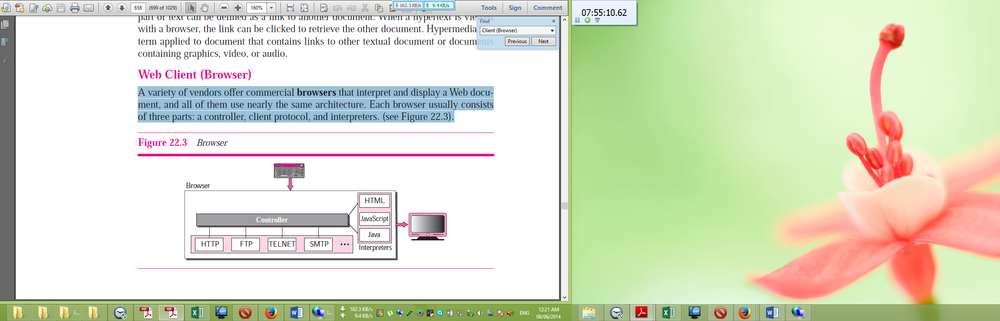 658
(699 of 1029)
160%
162.3 KB/s
9.4 KB/s
Tools
Sign
Comment
07:55:10.62
Find
Client (Browser)
Previous
Next
part of text can be defined as a link to another document. When a hypertext is viewed
with a browser, the link can be clicked to retrieve the other document. Hypermedia
term applied to document that contains links to other textual document or documents
containing graphics, video, or audio.
Web Client (Browser)
A variety of vendors offer commercial browsers that interpret and display a Web docu-
ment, and all of them use nearly the same architecture. Each browser usually consists
of three parts: a controller, client protocol, and interpreters. (see Figure 22.3).
Figure 22.3 Browser
Browser
HTML
Controller
JavaScript
Java
HTTP
FTP
TELNET
SMTP
...
Interpreters
PDF
PDF
KMP
I...
I...
162.3 KB/s
9.4 KB/s
ENG
12:21 AM
08/06/2014
KMP